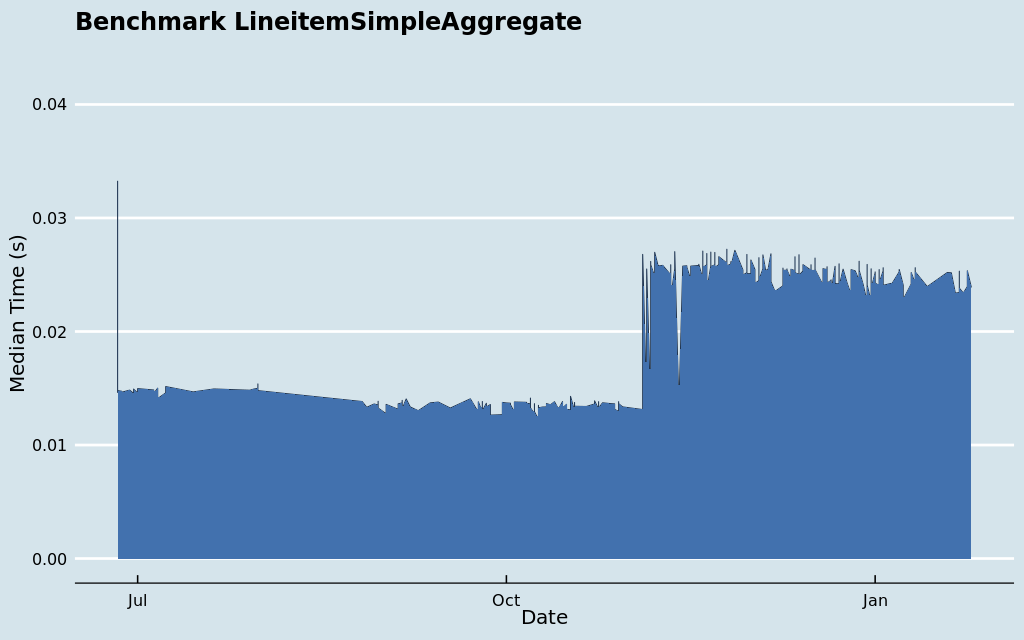 Benchmark LineitemSimpleAggregate
0.04
0.03
0.02
0.01
0.00
Median Time (s)
Jul
Oct
Jan
Date